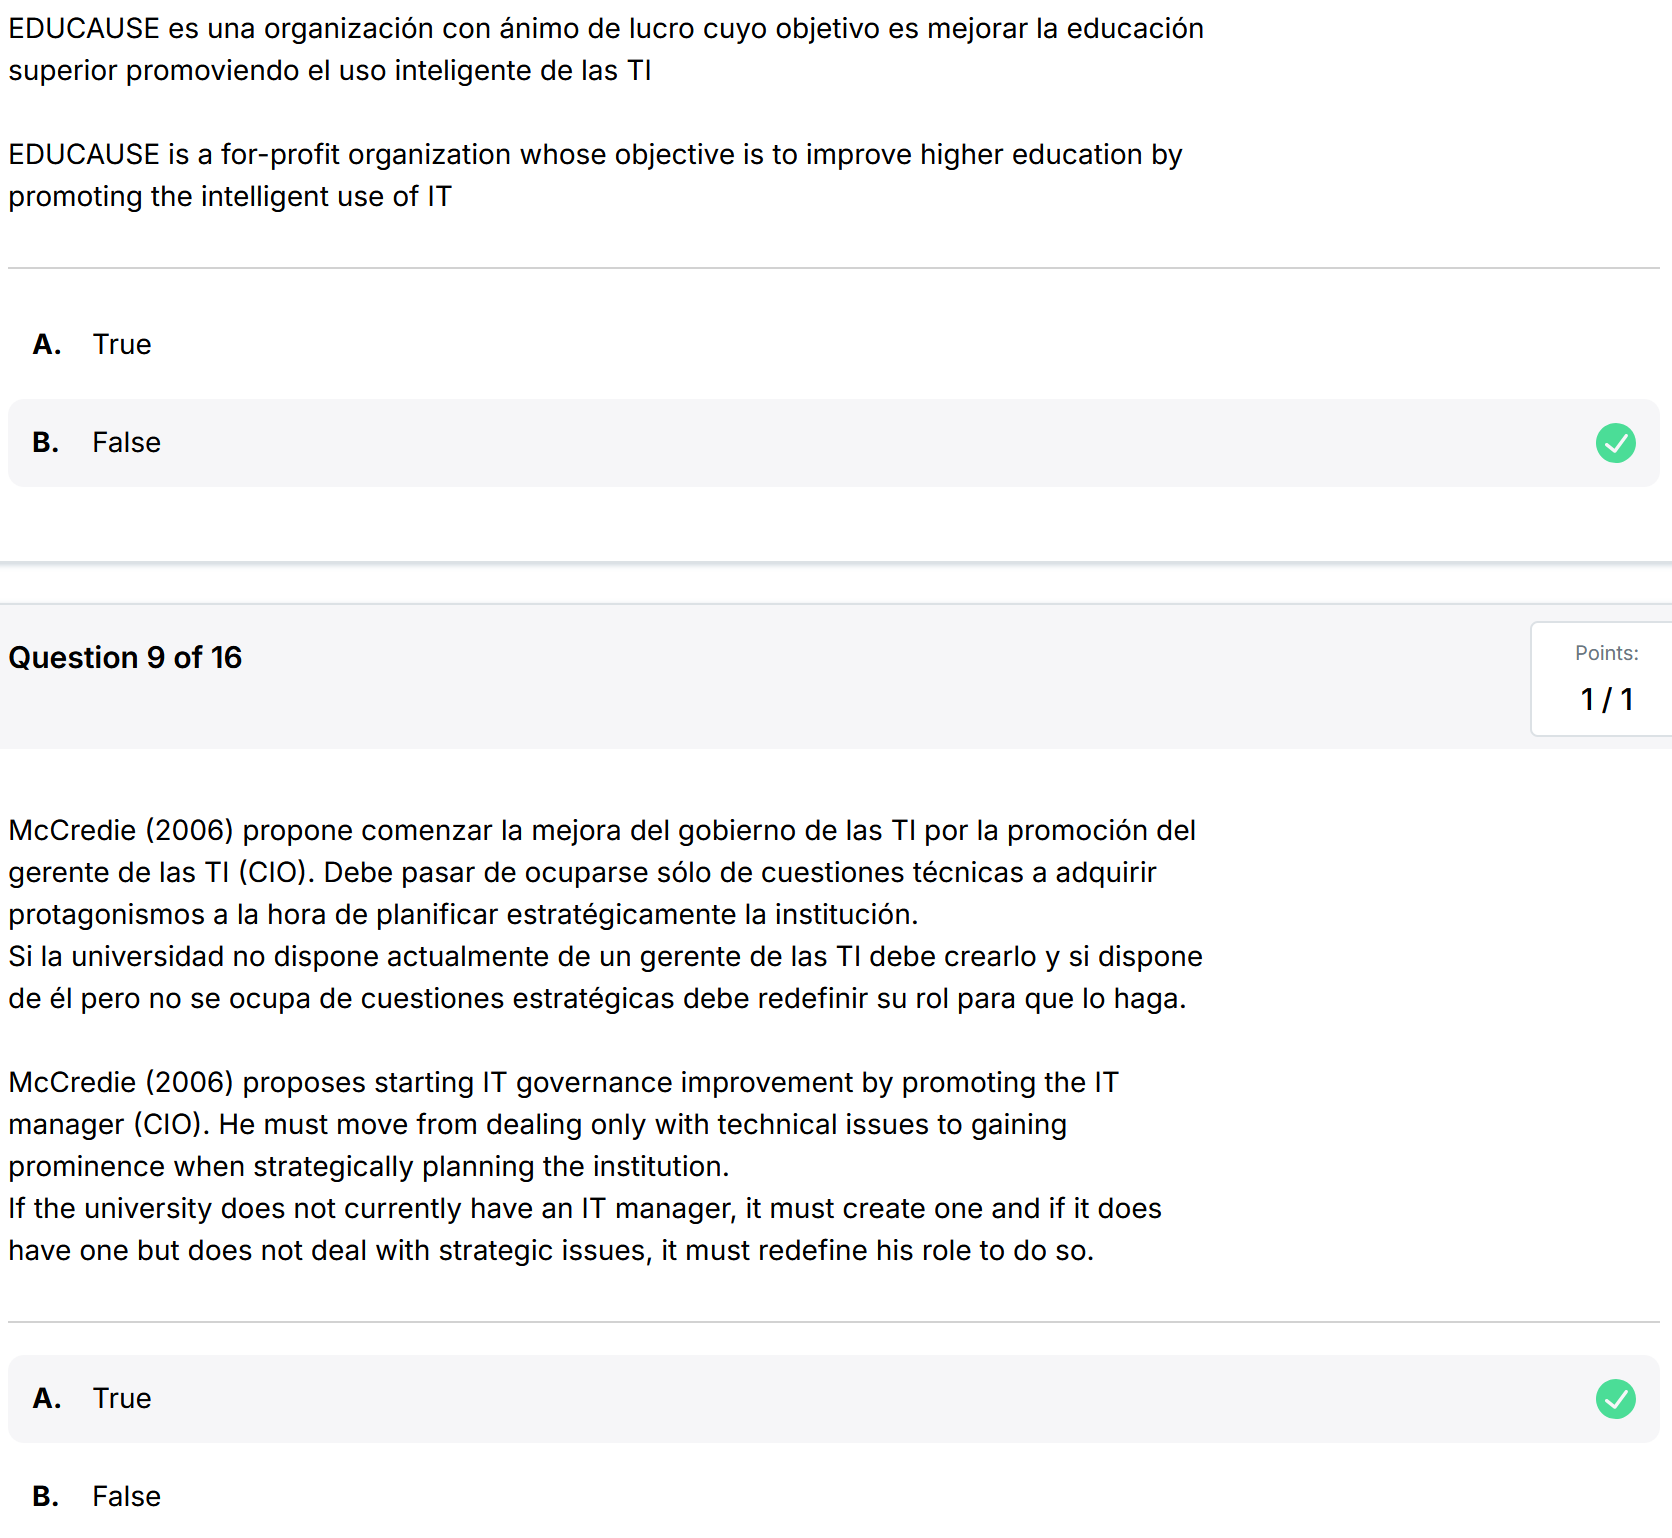 EDUCAUSE es una organización con ánimo de lucro cuyo objetivo es mejorar la educación
superior promoviendo el uso inteligente de las TI
EDUCAUSE is a for-profit organization whose objective is to improve higher education by
promoting the intelligent use of IT
A. True
B. False
Question 9 of 16
Points:
1 / 1
McCredie (2006) propone comenzar la mejora del gobierno de las TI por la promoción del
gerente de las TI (CIO). Debe pasar de ocuparse sólo de cuestiones técnicas a adquirir
protagonismos a la hora de planificar estratégicamente la institución.
Si la universidad no dispone actualmente de un gerente de las TI debe crearlo y si dispone
de él pero no se ocupa de cuestiones estratégicas debe redefinir su rol para que lo haga.
McCredie (2006) proposes starting IT governance improvement by promoting the IT
manager (CIO). He must move from dealing only with technical issues to gaining
prominence when strategically planning the institution.
If the university does not currently have an IT manager, it must create one and if it does
have one but does not deal with strategic issues, it must redefine his role to do so.
A. True
B. False